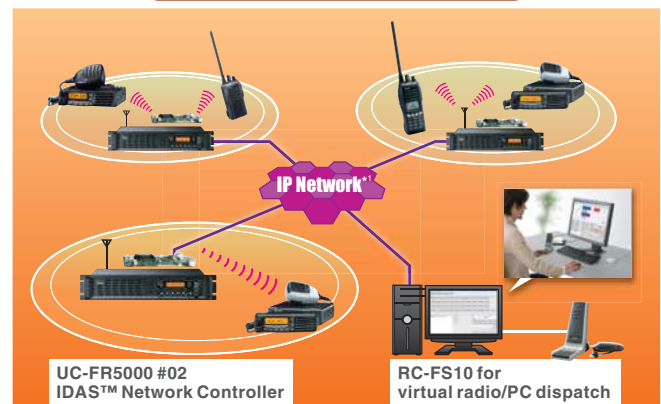 IP Network*1
UC-FR5000 #02
IDAS™ Network Controller
RC-FS10 for
virtual radio/PC dispatch